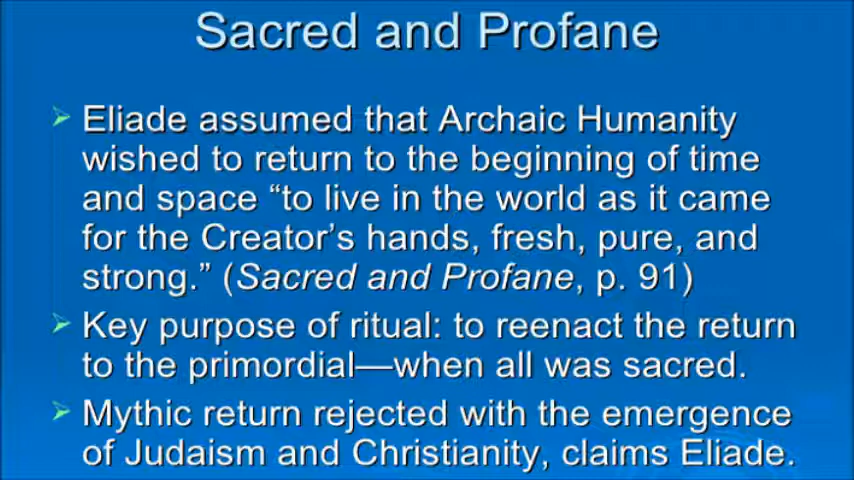 Sacred and Profane
Eliade assumed that Archaic Humanity
wished to return to the beginning of time
and space “to live in the world as it came
for the Creator’s hands, fresh, pure, and
strong.” (Sacred and Profane, p. 91)
Key purpose of ritual: to reenact the return
to the primordial—when all was sacred.
Mythic return rejected with the emergence
of Judaism and Christianity, claims Eliade.